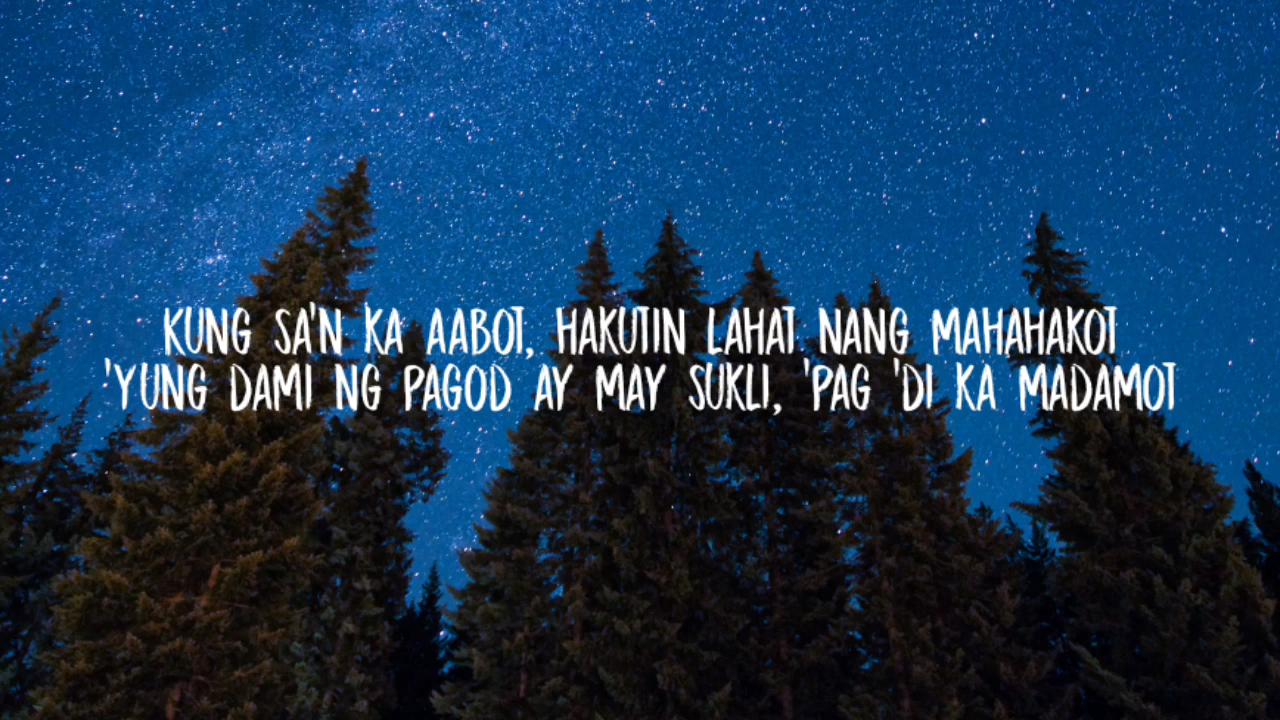 KUNG SA'N KA AABOT, HAKUTIN LAHAT NANG MAHAHAKOT
'YUNG DAMI NG PAGOD AY MAY SUKLI, 'PAG 'DI KA MADAMOT